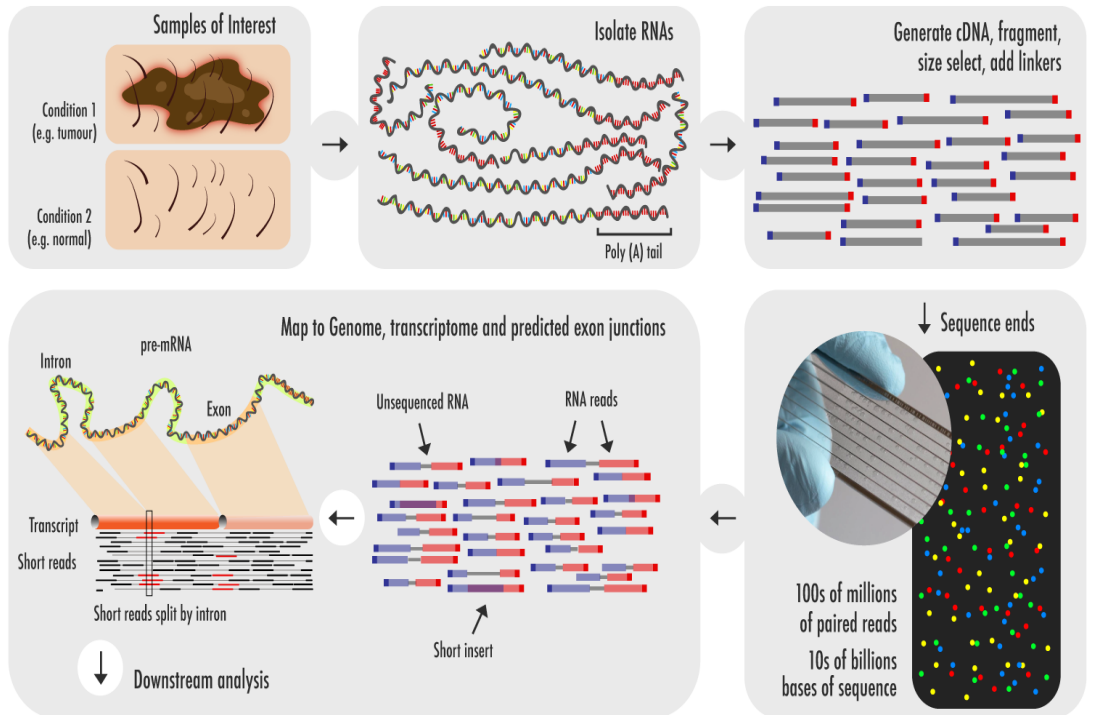 Samples of Interest
Condition 1
(e.g. tumour)
Condition 2
(e.g. normal)
Isolate RNAs
Poly (A) tail
Generate cDNA, fragment,
size select, add linkers
Sequence ends
100s of millions
of paired reads
10s of billions
bases of sequence
Map to Genome, transcriptome and predicted exon junctions
Unsequenced RNA
RNA reads
Short insert
pre-mRNA
Intron
Exon
Transcript
Short reads
Short reads split by intron
Downstream analysis